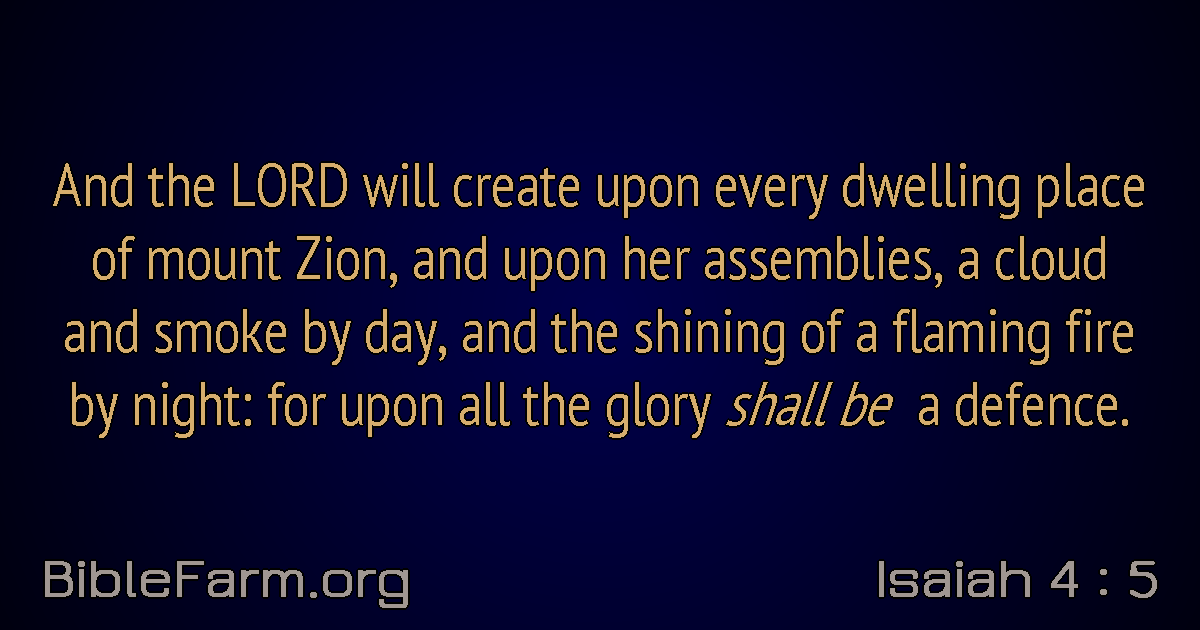 And the LORD will create upon every dwelling place
of mount Zion, and upon her assemblies, a cloud
and smoke by day, and the shining of a flaming fire
by night: for upon all the glory shall be a defence.
BibleFarm.org
Isaiah 4 : 5